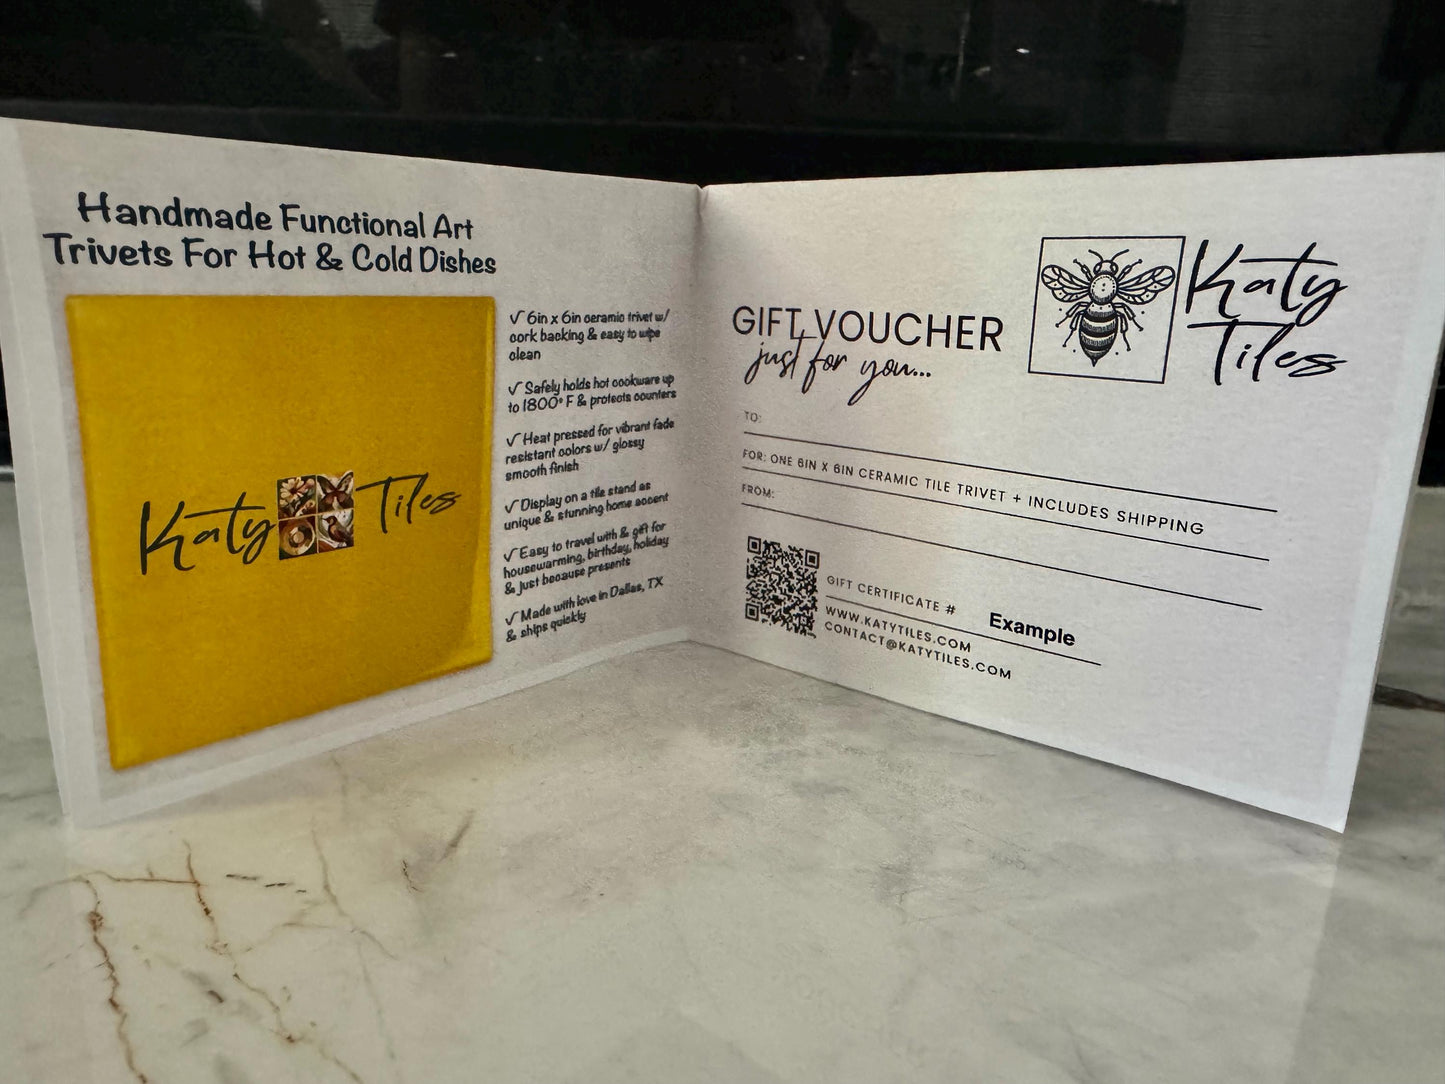 Handmade Functional Art
Trivets For Hot & Cold Dishes
Katy Tiles
✓ 6in x 6in ceramic trivet w/
cork backing & easy to wipe
clean
✓ Safely holds hot cookware up
to 1800° F & protects counters
✓ Heat pressed for vibrant fade
resistant colors w/ glossy
smooth finish
✓ Display on a tile stand as
unique & stunning home accent
✓ Easy to travel with & gift for
housewarming, birthday, holiday
& just because presents
✓ Made with love in Dallas, TX
& ships quickly
GIFT VOUCHER
just for you...
Katy
Tiles
TO:
FOR: ONE 6IN X 6IN CERAMIC TILE TRIVET + INCLUDES SHIPPING
FROM:
GIFT CERTIFICATE # Example
WWW.KATYTILES.COM
CONTACT@KATYTILES.COM